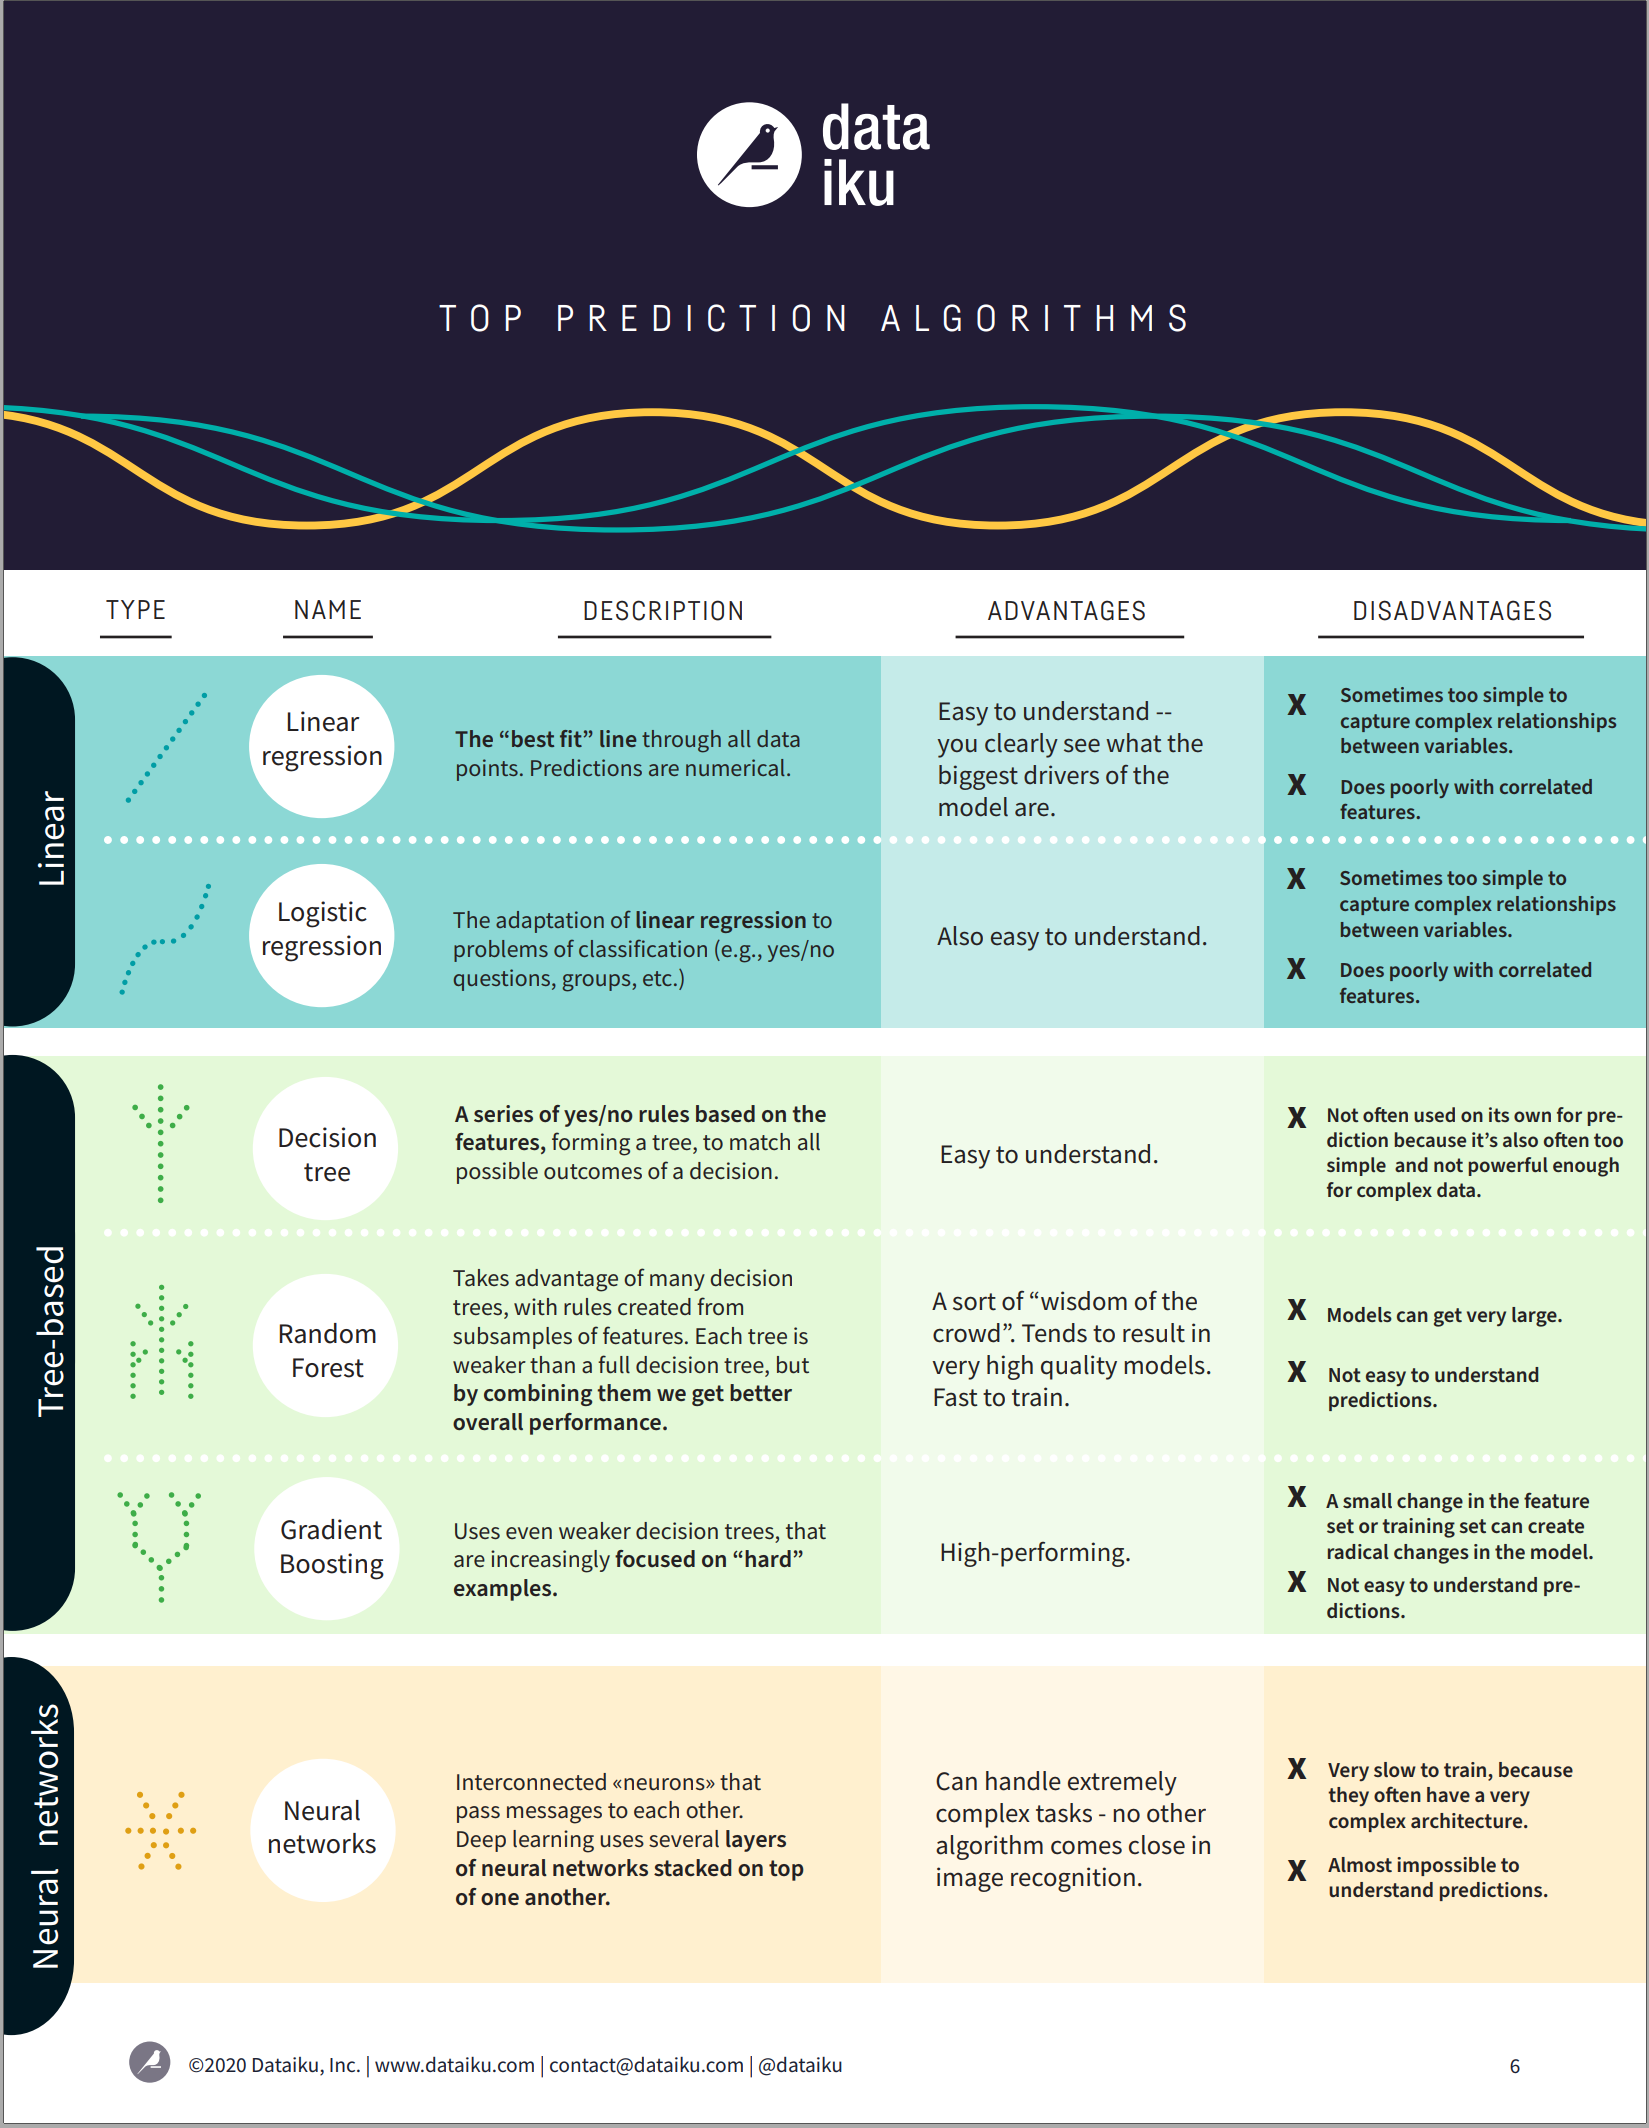 data
iku
TOP PREDICTION ALGORITHMS
TYPE
NAME
DESCRIPTION
ADVANTAGES
DISADVANTAGES
Linear
Linear
regression
The “best fit” line through all data
points. Predictions are numerical.
Easy to understand --
you clearly see what the
biggest drivers of the
model are.
X
Sometimes too simple to
capture complex relationships
between variables.
X
Does poorly with correlated
features.
Logistic
regression
The adaptation of linear regression to
problems of classification (e.g., yes/no
questions, groups, etc.)
Also easy to understand.
X
Sometimes too simple to
capture complex relationships
between variables.
X
Does poorly with correlated
features.
Tree-based
Decision
tree
A series of yes/no rules based on the
features, forming a tree, to match all
possible outcomes of a decision.
Easy to understand.
X
Not often used on its own for pre-
diction because it’s also often too
simple and not powerful enough
for complex data.
Random
Forest
Takes advantage of many decision
trees, with rules created from
subsamples of features. Each tree is
weaker than a full decision tree, but
by combining them we get better
overall performance.
A sort of “wisdom of the
crowd”. Tends to result in
very high quality models.
Fast to train.
X
Models can get very large.
X
Not easy to understand
predictions.
Gradient
Boosting
Uses even weaker decision trees, that
are increasingly focused on “hard”
examples.
High-performing.
X
A small change in the feature
set or training set can create
radical changes in the model.
X
Not easy to understand pre-
dictions.
Neural networks
Neural
networks
Interconnected «neurons» that
pass messages to each other.
Deep learning uses several layers
of neural networks stacked on top
of one another.
Can handle extremely
complex tasks - no other
algorithm comes close in
image recognition.
X
Very slow to train, because
they often have a very
complex architecture.
X
Almost impossible to
understand predictions.
©2020 Dataiku, Inc. | www.dataiku.com | contact@dataiku.com | @dataiku
6